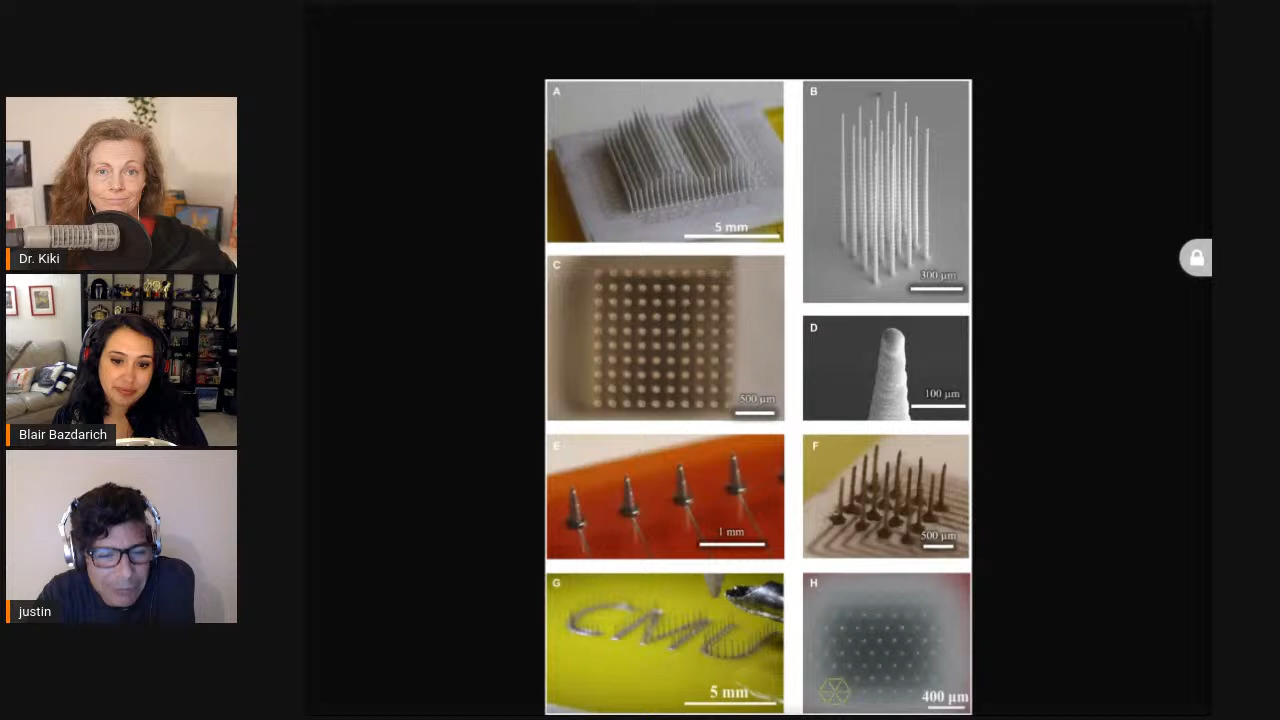 Dr. Kiki
Blair Bazdarich
justin
A
5 mm
B
300 µm
C
500 µm
D
100 µm
E
1 mm
F
500 µm
G
CMU
5 mm
H
400 µm